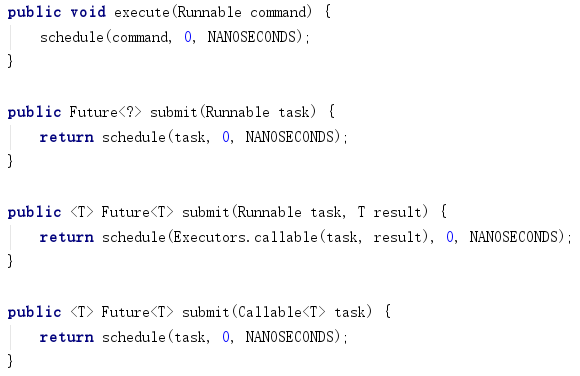 public void execute(Runnable command) {
    schedule(command, 0, NANOSECONDS);
}
public Future<?> submit(Runnable task) {
    return schedule(task, 0, NANOSECONDS);
}
public <T> Future<T> submit(Runnable task, T result) {
    return schedule(Executors.callable(task, result), 0, NANOSECONDS);
}
public <T> Future<T> submit(Callable<T> task) {
    return schedule(task, 0, NANOSECONDS);
}